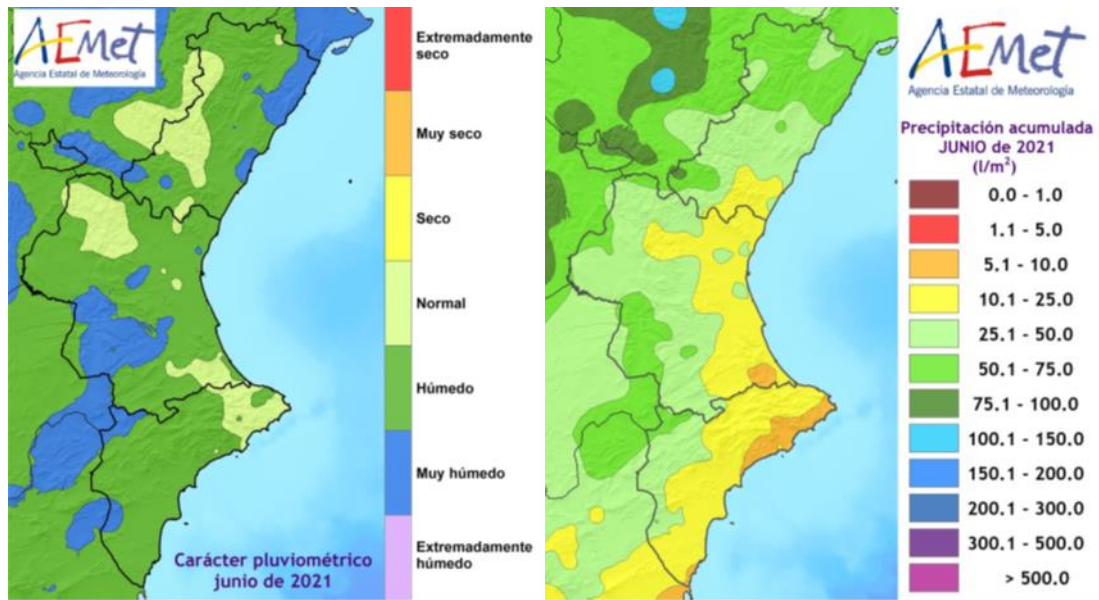 AEMet
Agencia Estatal de Meteorología
Extremadamente
seco
Muy seco
Seco
Normal
Húmedo
Muy húmedo
Extremadamente
húmedo
Carácter pluviométrico
junio de 2021
AEMet
Agencia Estatal de Meteorología
Precipitación acumulada
JUNIO de 2021
(l/m²)
0.0 - 1.0
1.1 - 5.0
5.1 - 10.0
10.1 - 25.0
25.1 - 50.0
50.1 - 75.0
75.1 - 100.0
100.1 - 150.0
150.1 - 200.0
200.1 - 300.0
300.1 - 500.0
> 500.0